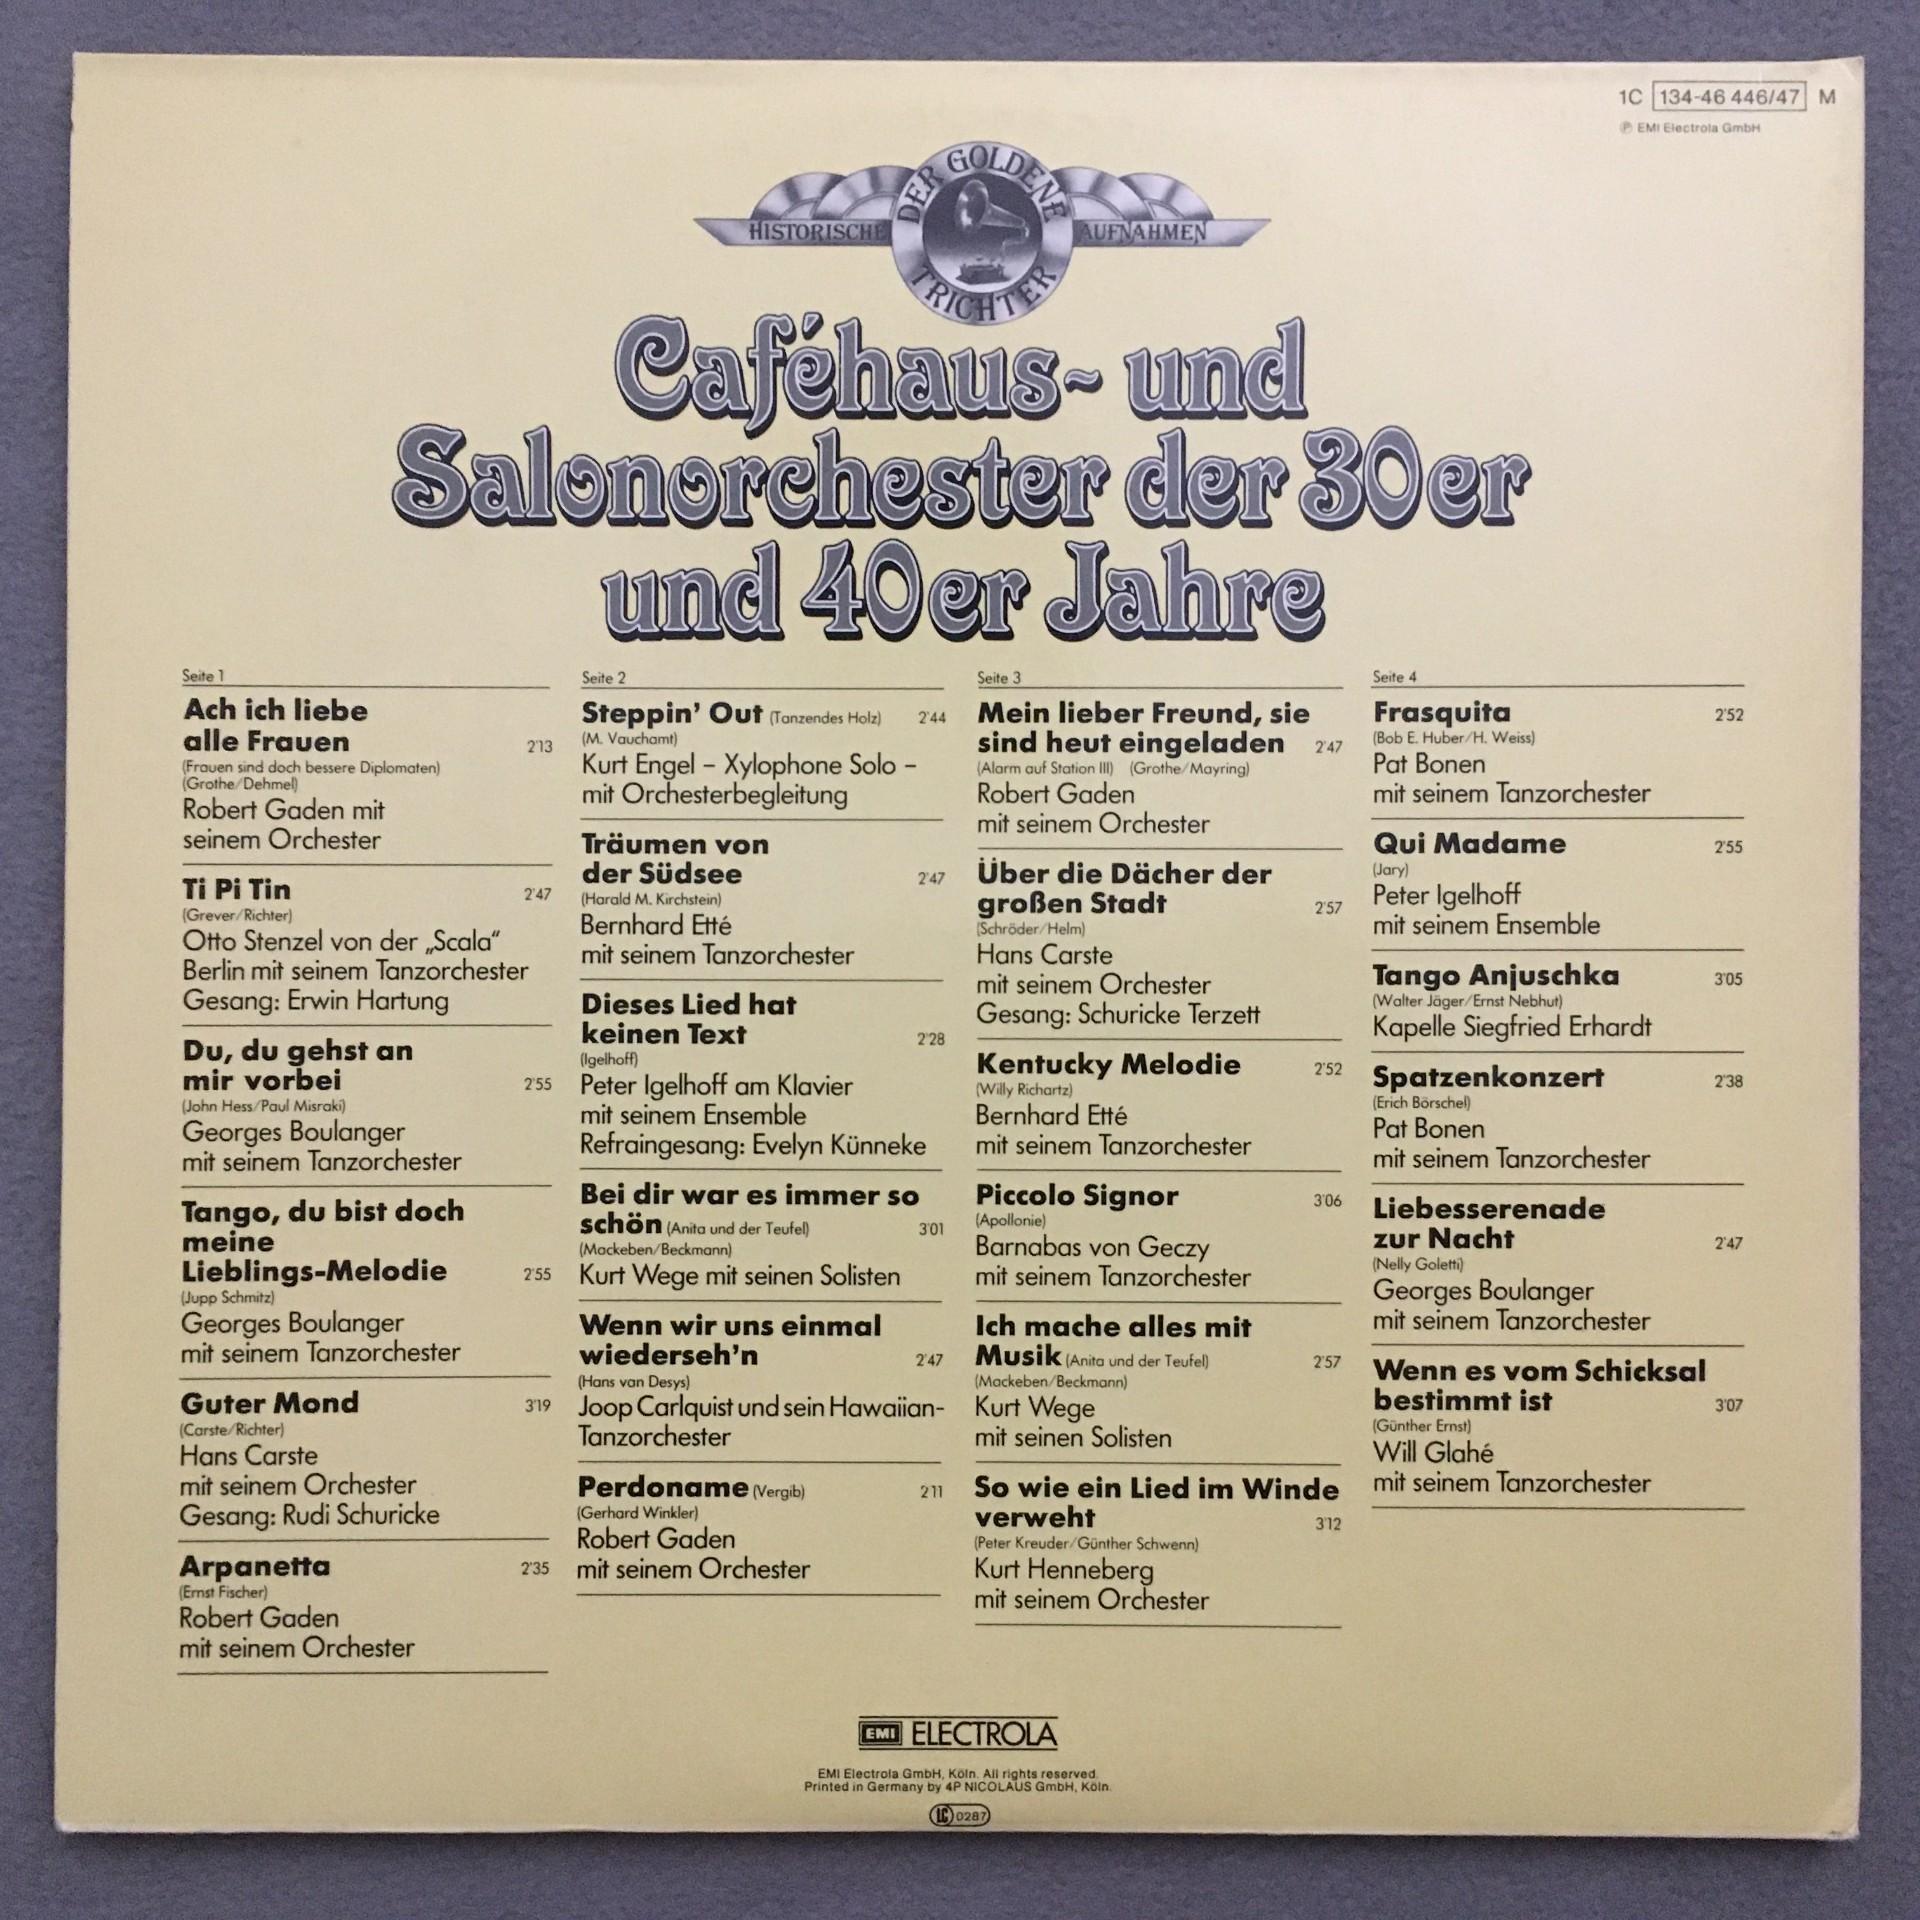 1C 134-46 446/47 M
℗ EMI Electrola GmbH
DER GOLDENE
HISTORISCHE AUFNAHMEN
TRICHTER
Caféhaus- und
Salonorchester der 30er
und 40er Jahre
Seite 1
Ach ich liebe
alle Frauen 2'13
(Frauen sind doch bessere Diplomaten)
(Grothe/Dehmel)
Robert Gaden mit
seinem Orchester
Ti Pi Tin 2'47
(Grever/Richter)
Otto Stenzel von der „Scala“
Berlin mit seinem Tanzorchester
Gesang: Erwin Hartung
Du, du gehst an
mir vorbei 2'55
(John Hess/Paul Misraki)
Georges Boulanger
mit seinem Tanzorchester
Tango, du bist doch
meine
Lieblings-Melodie 2'55
(Jupp Schmitz)
Georges Boulanger
mit seinem Tanzorchester
Guter Mond 3'19
(Carste/Richter)
Hans Carste
mit seinem Orchester
Gesang: Rudi Schuricke
Arpanetta 2'35
(Ernst Fischer)
Robert Gaden
mit seinem Orchester
Seite 2
Steppin' Out (Tanzendes Holz) 2'44
(M. Vauchamt)
Kurt Engel – Xylophone Solo –
mit Orchesterbegleitung
Träumen von
der Südsee 2'47
(Harald M. Kirchstein)
Bernhard Etté
mit seinem Tanzorchester
Dieses Lied hat
keinen Text 2'28
(Igelhoff)
Peter Igelhoff am Klavier
mit seinem Ensemble
Refraingesang: Evelyn Künneke
Bei dir war es immer so
schön (Anita und der Teufel) 3'01
(Mackeben/Beckmann)
Kurt Wege mit seinen Solisten
Wenn wir uns einmal
wiederseh'n 2'47
(Hans van Desys)
Joop Carlquist und sein Hawaiian-
Tanzorchester
Perdoname (Vergib) 2'11
(Gerhard Winkler)
Robert Gaden
mit seinem Orchester
Seite 3
Mein lieber Freund, sie
sind heut eingeladen 2'47
(Alarm auf Station III) (Grothe/Mayring)
Robert Gaden
mit seinem Orchester
Über die Dächer der
großen Stadt 2'57
(Schröder/Helm)
Hans Carste
mit seinem Orchester
Gesang: Schuricke Terzett
Kentucky Melodie 2'52
(Willy Richartz)
Bernhard Etté
mit seinem Tanzorchester
Piccolo Signor 3'06
(Apollonie)
Barnabas von Geczy
mit seinem Tanzorchester
Ich mache alles mit
Musik (Anita und der Teufel) 2'57
(Mackeben/Beckmann)
Kurt Wege
mit seinen Solisten
So wie ein Lied im Winde
verweht 3'12
(Peter Kreuder/Günther Schwenn)
Kurt Henneberg
mit seinem Orchester
Seite 4
Frasquita 2'52
(Bob E. Huber/H. Weiss)
Pat Bonen
mit seinem Tanzorchester
Qui Madame 2'55
(Jary)
Peter Igelhoff
mit seinem Ensemble
Tango Anjuschka 3'05
(Walter Jäger/Ernst Nebhut)
Kapelle Siegfried Erhardt
Spatzenkonzert 2'38
(Erich Börschel)
Pat Bonen
mit seinem Tanzorchester
Liebesserenade
zur Nacht 2'47
(Nelly Goletti)
Georges Boulanger
mit seinem Tanzorchester
Wenn es vom Schicksal
bestimmt ist 3'07
(Günther Ernst)
Will Glahé
mit seinem Tanzorchester
EMI ELECTROLA
EMI Electrola GmbH, Köln. All rights reserved.
Printed in Germany by 4P NICOLAUS GmbH, Köln.
LC 0287